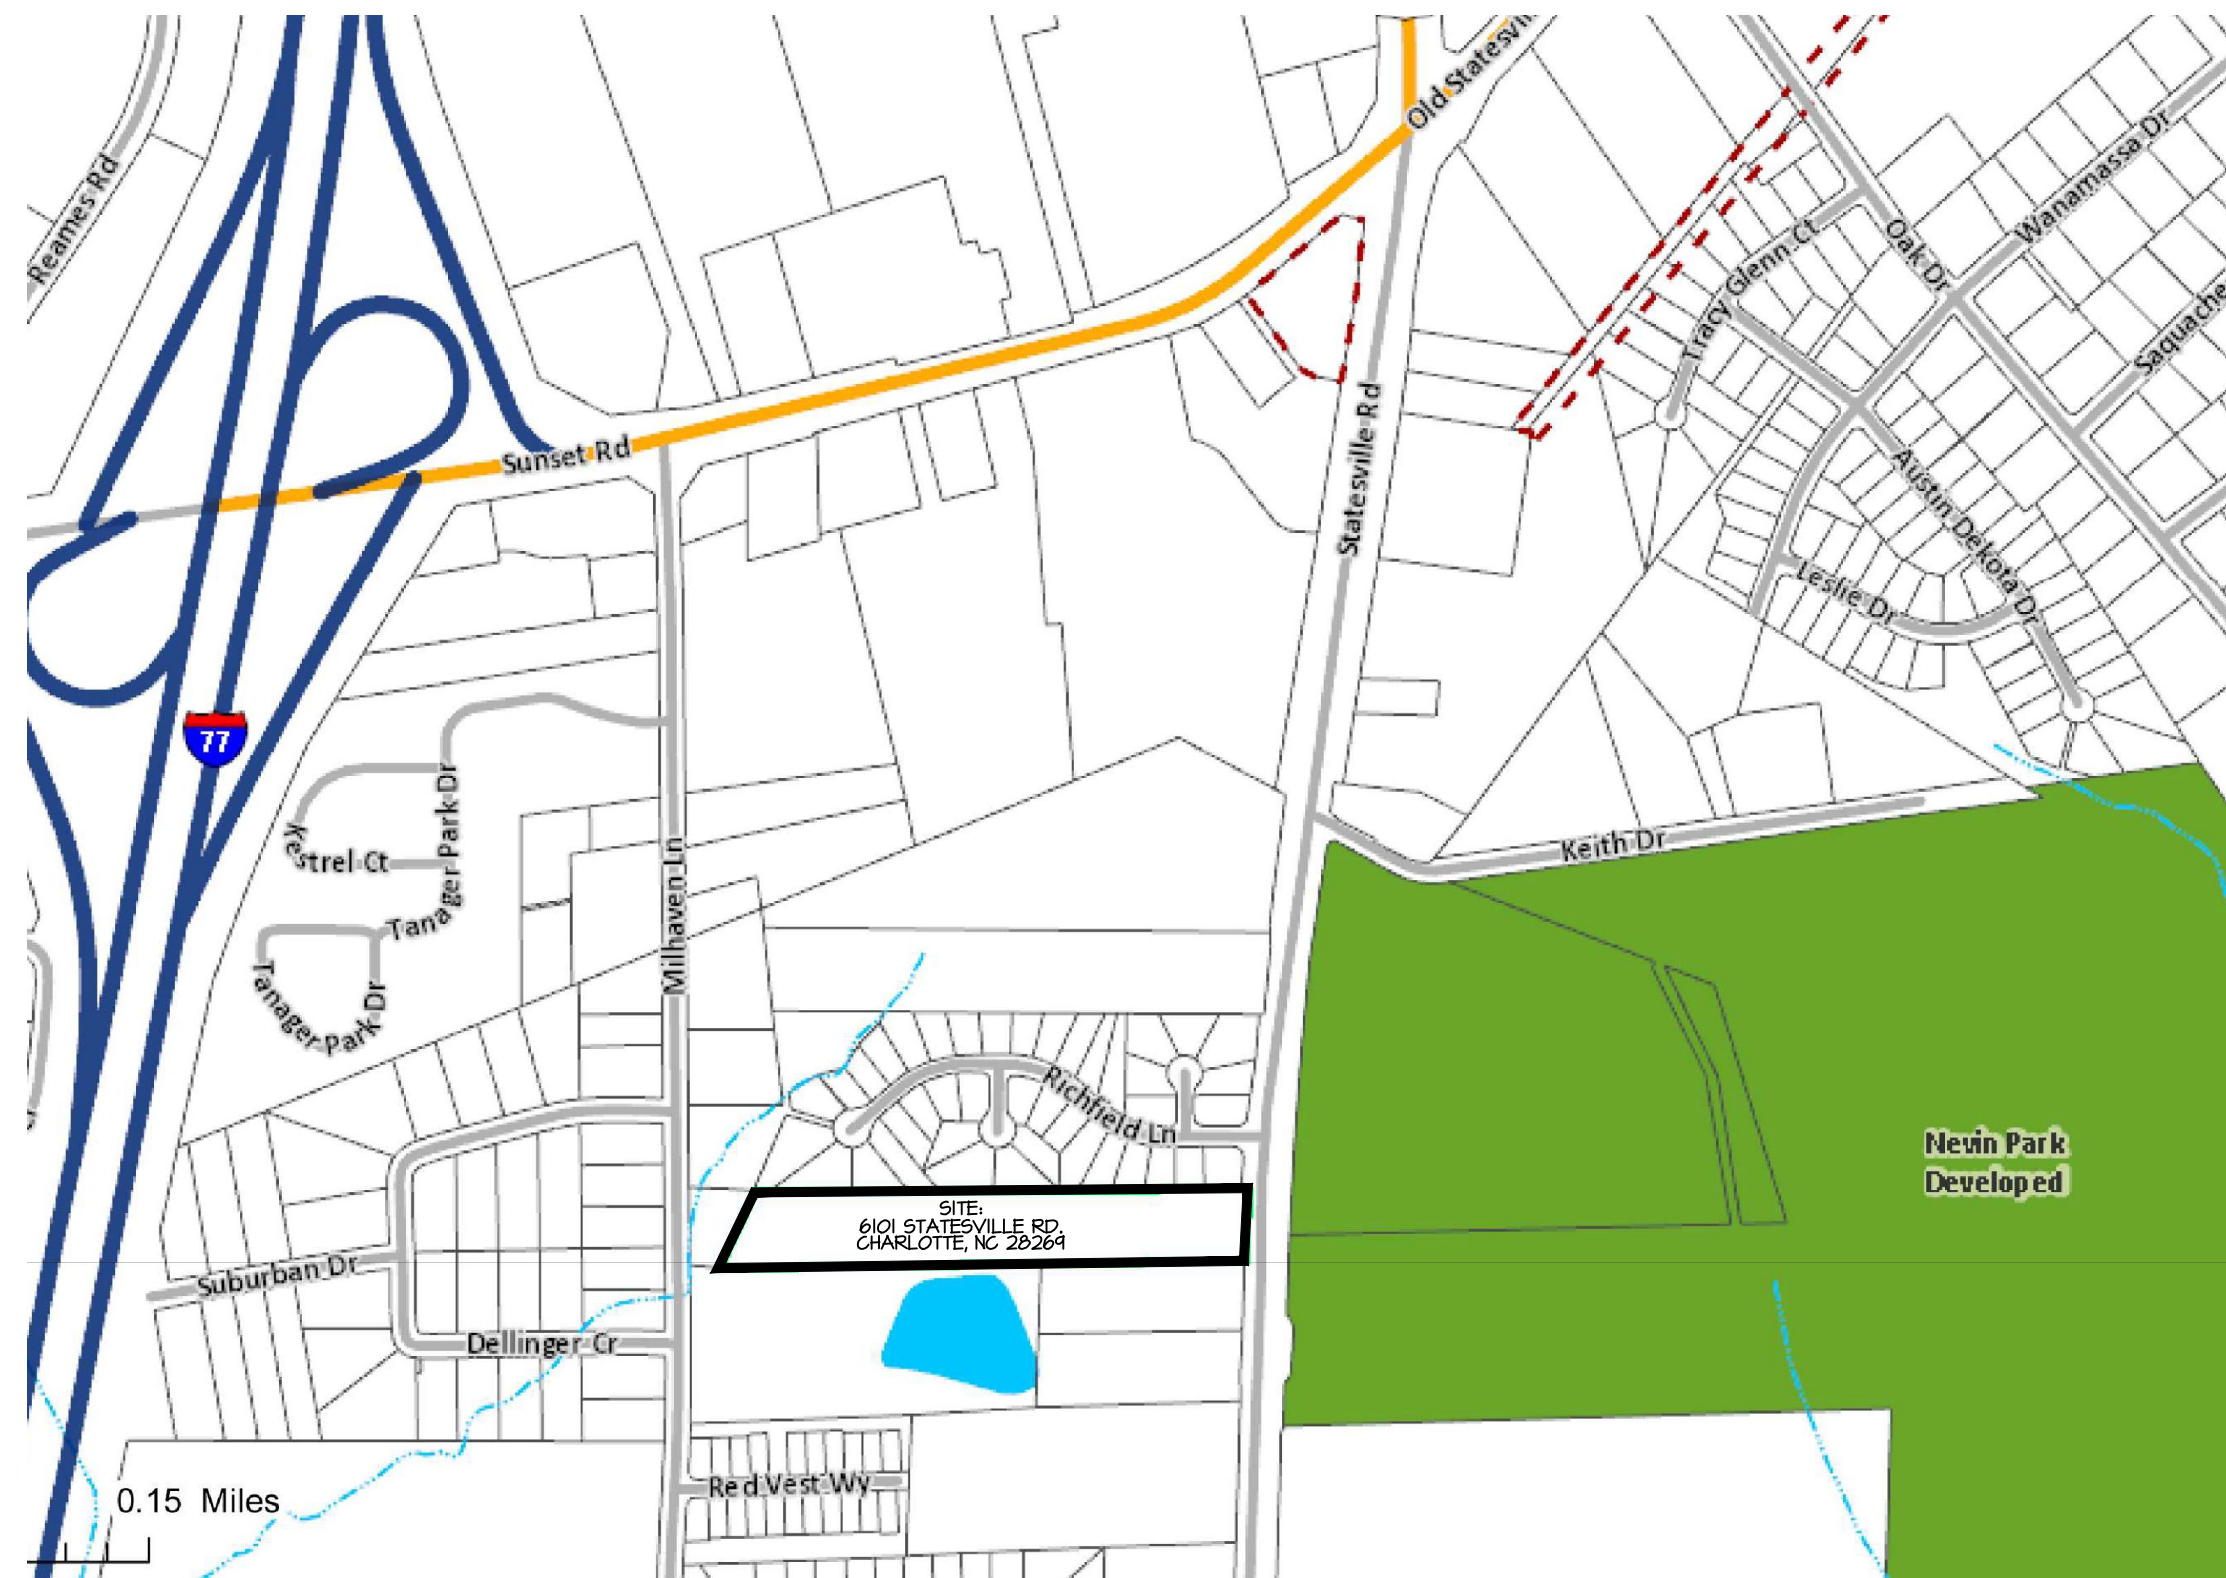 Old Statesvil
Reames Rd
Wanamassa Dr
Oak Dr
Tracy Glenn Ct
Saquache
Sunset Rd
Statesville Rd
Austin Dekota Dr
Leslie Dr
77
Tanager Park Dr
Kestrel Ct
Keith Dr
Milhaven Ln
Tanager Park Dr
Richfield Ln
Nevin Park
Developed
SITE:
6101 STATESVILLE RD.
CHARLOTTE, NC 28269
Suburban Dr
Dellinger Cr
Red Vest Wy
0.15 Miles